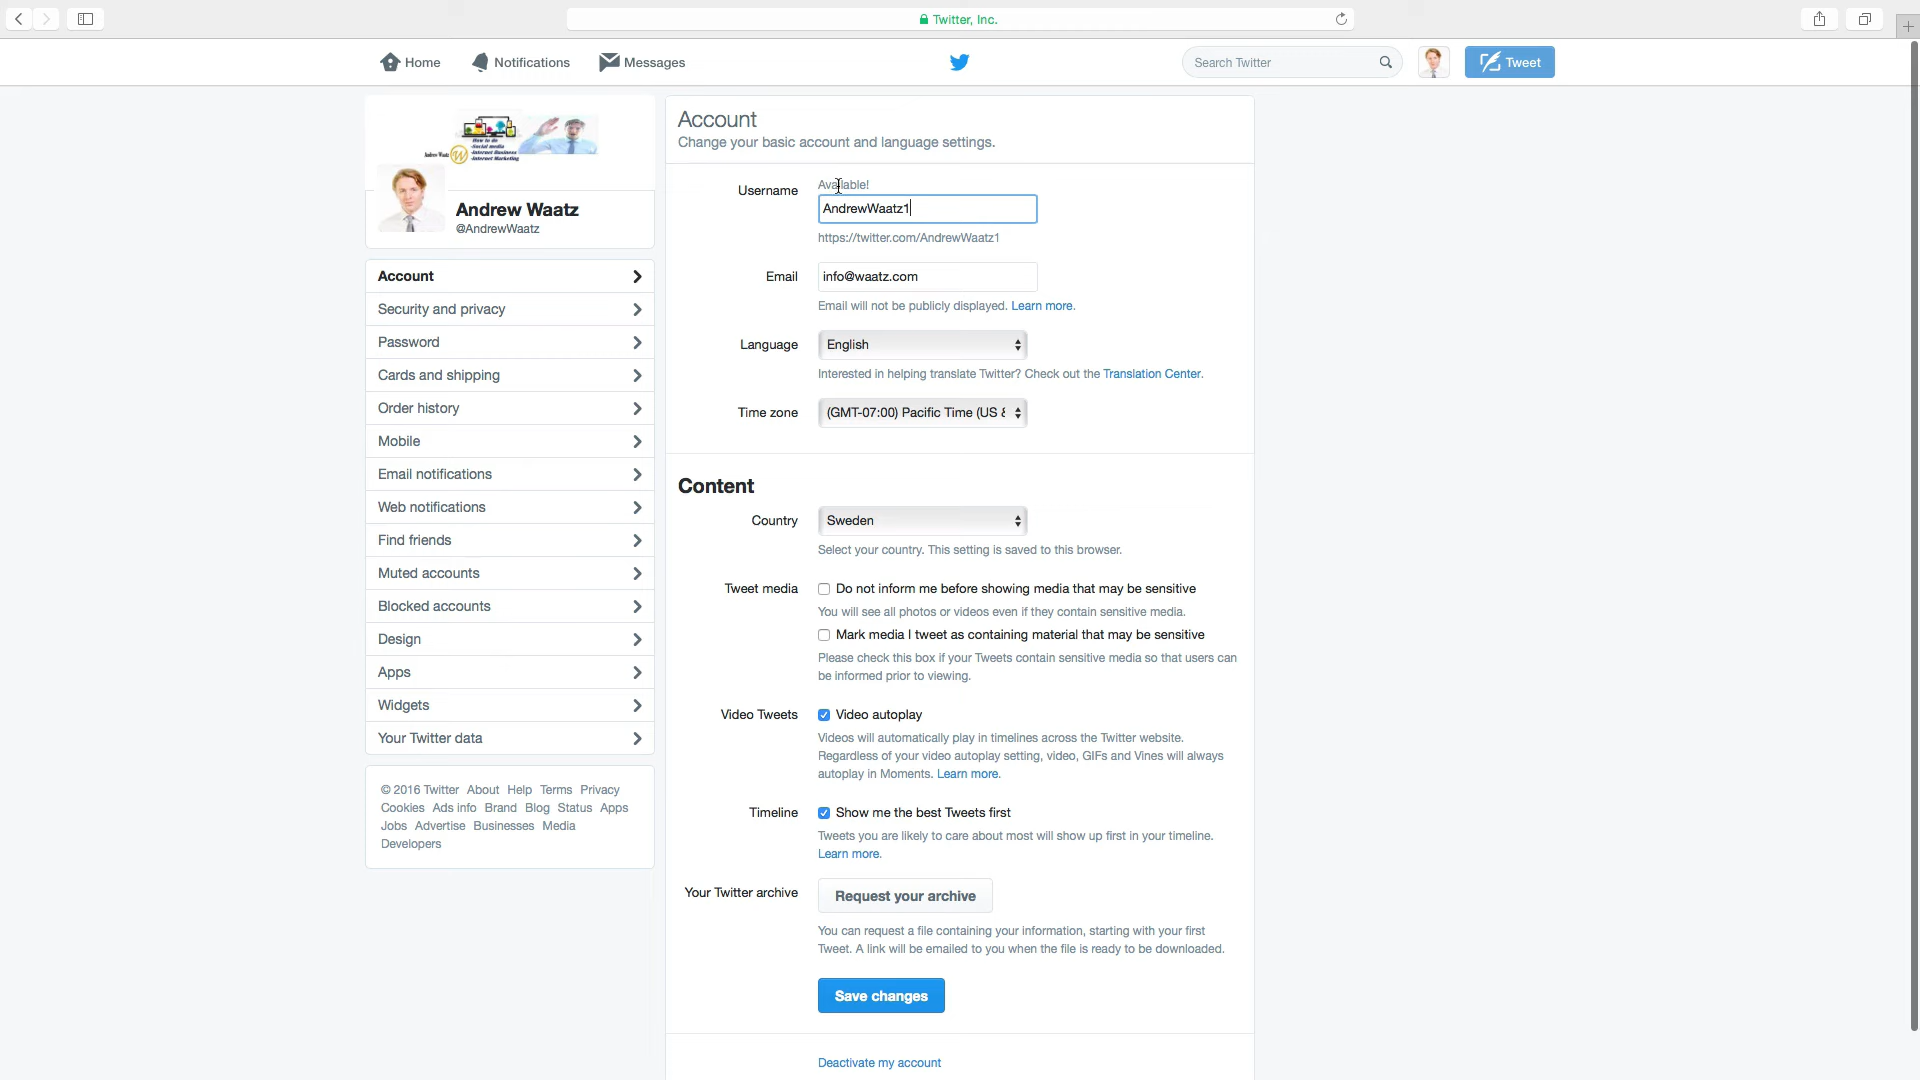 Twitter, Inc.
Home
Notifications
Messages
Search Twitter
Tweet
How to do
-Social media
-Internet Business
-Internet Marketing
Andrew Waatz
W
Andrew Waatz
@AndrewWaatz
Account
Security and privacy
Password
Cards and shipping
Order history
Mobile
Email notifications
Web notifications
Find friends
Muted accounts
Blocked accounts
Design
Apps
Widgets
Your Twitter data
© 2016 Twitter About Help Terms Privacy
Cookies Ads info Brand Blog Status Apps
Jobs Advertise Businesses Media
Developers
Account
Change your basic account and language settings.
Username
Available!
AndrewWaatz1
https://twitter.com/AndrewWaatz1
Email
info@waatz.com
Email will not be publicly displayed. Learn more.
Language
English
Interested in helping translate Twitter? Check out the Translation Center.
Time zone
(GMT-07:00) Pacific Time (US &
Content
Country
Sweden
Select your country. This setting is saved to this browser.
Tweet media
Do not inform me before showing media that may be sensitive
You will see all photos or videos even if they contain sensitive media.
Mark media I tweet as containing material that may be sensitive
Please check this box if your Tweets contain sensitive media so that users can
be informed prior to viewing.
Video Tweets
Video autoplay
Videos will automatically play in timelines across the Twitter website.
Regardless of your video autoplay setting, video, GIFs and Vines will always
autoplay in Moments. Learn more.
Timeline
Show me the best Tweets first
Tweets you are likely to care about most will show up first in your timeline.
Learn more.
Your Twitter archive
Request your archive
You can request a file containing your information, starting with your first
Tweet. A link will be emailed to you when the file is ready to be downloaded.
Save changes
Deactivate my account